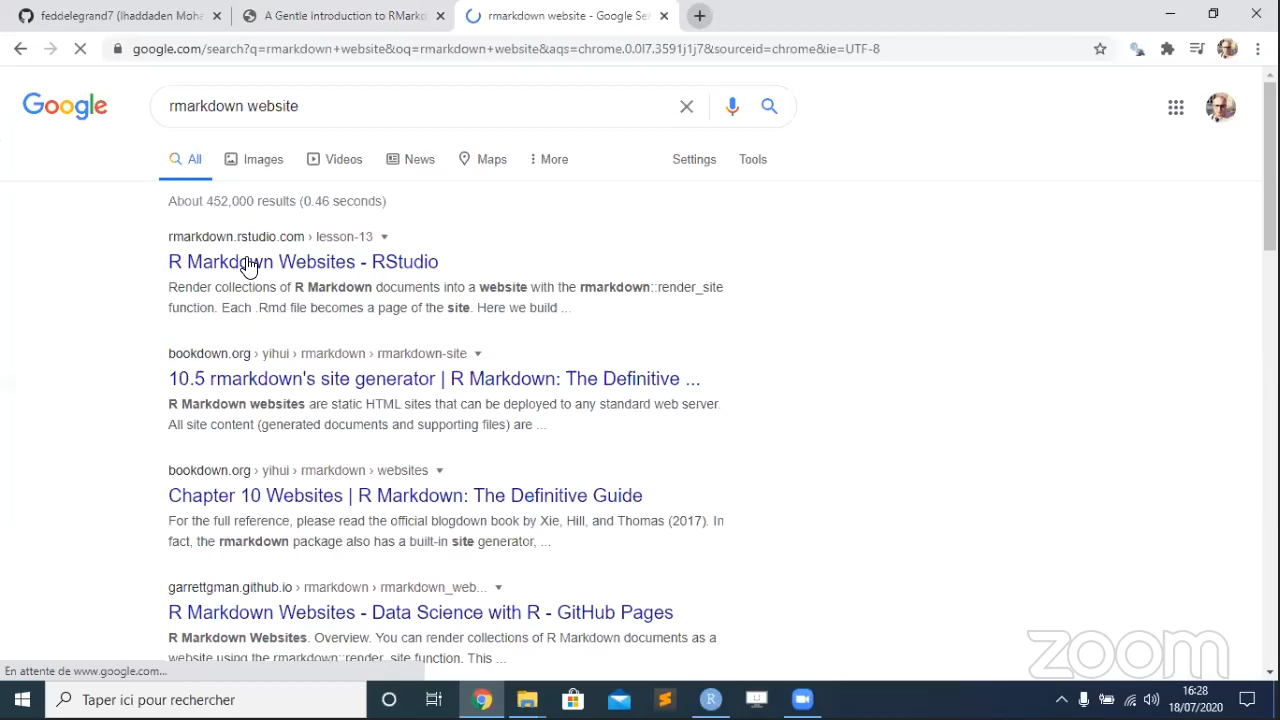 feddelegrand7 (Ihaddaden Moha
A Gentle Introduction to RMarkd
rmarkdown website - Google Sea
google.com/search?q=rmarkdown+website&oq=rmarkdown+website&aqs=chrome.0.0l7.3591j1j7&sourceid=chrome&ie=UTF-8
Google
rmarkdown website
All
Images
Videos
News
Maps
More
Settings
Tools
About 452,000 results (0.46 seconds)
rmarkdown.rstudio.com › lesson-13
R Markdown Websites - RStudio
Render collections of R Markdown documents into a website with the rmarkdown::render_site
function. Each .Rmd file becomes a page of the site. Here we build ...
bookdown.org › yihui › rmarkdown › rmarkdown-site
10.5 rmarkdown's site generator | R Markdown: The Definitive ...
R Markdown websites are static HTML sites that can be deployed to any standard web server.
All site content (generated documents and supporting files) are ...
bookdown.org › yihui › rmarkdown › websites
Chapter 10 Websites | R Markdown: The Definitive Guide
For the full reference, please read the official blogdown book by Xie, Hill, and Thomas (2017). In
fact, the rmarkdown package also has a built-in site generator, ...
garrettgman.github.io › rmarkdown › rmarkdown_web...
R Markdown Websites - Data Science with R - GitHub Pages
R Markdown Websites. Overview. You can render collections of R Markdown documents as a
website using the rmarkdown::render_site function. This ...
zoom
En attente de www.google.com...
Taper ici pour rechercher
R
16:28
18/07/2020